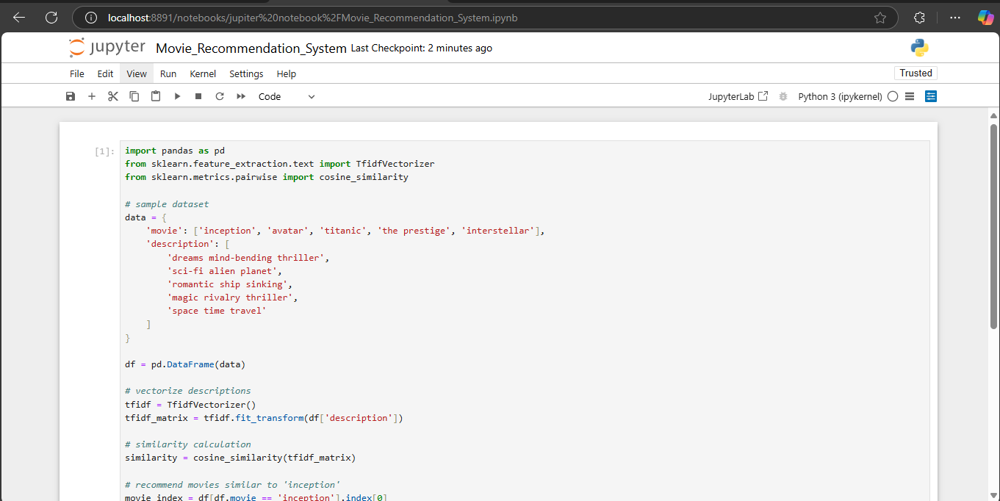 localhost:8891/notebooks/jupiter%20notebook%2FMovie_Recommendation_System.ipynb
jupyter Movie_Recommendation_System Last Checkpoint: 2 minutes ago
File Edit View Run Kernel Settings Help
Trusted
Code
JupyterLab
Python 3 (ipykernel)
[1]:
import pandas as pd
from sklearn.feature_extraction.text import TfidfVectorizer
from sklearn.metrics.pairwise import cosine_similarity
# sample dataset
data = {
'movie': ['inception', 'avatar', 'titanic', 'the prestige', 'interstellar'],
'description': [
'dreams mind-bending thriller',
'sci-fi alien planet',
'romantic ship sinking',
'magic rivalry thriller',
'space time travel'
]
}
df = pd.DataFrame(data)
# vectorize descriptions
tfidf = TfidfVectorizer()
tfidf_matrix = tfidf.fit_transform(df['description'])
# similarity calculation
similarity = cosine_similarity(tfidf_matrix)
# recommend movies similar to 'inception'
movie_index = df[df.movie == 'inception'].index[0]